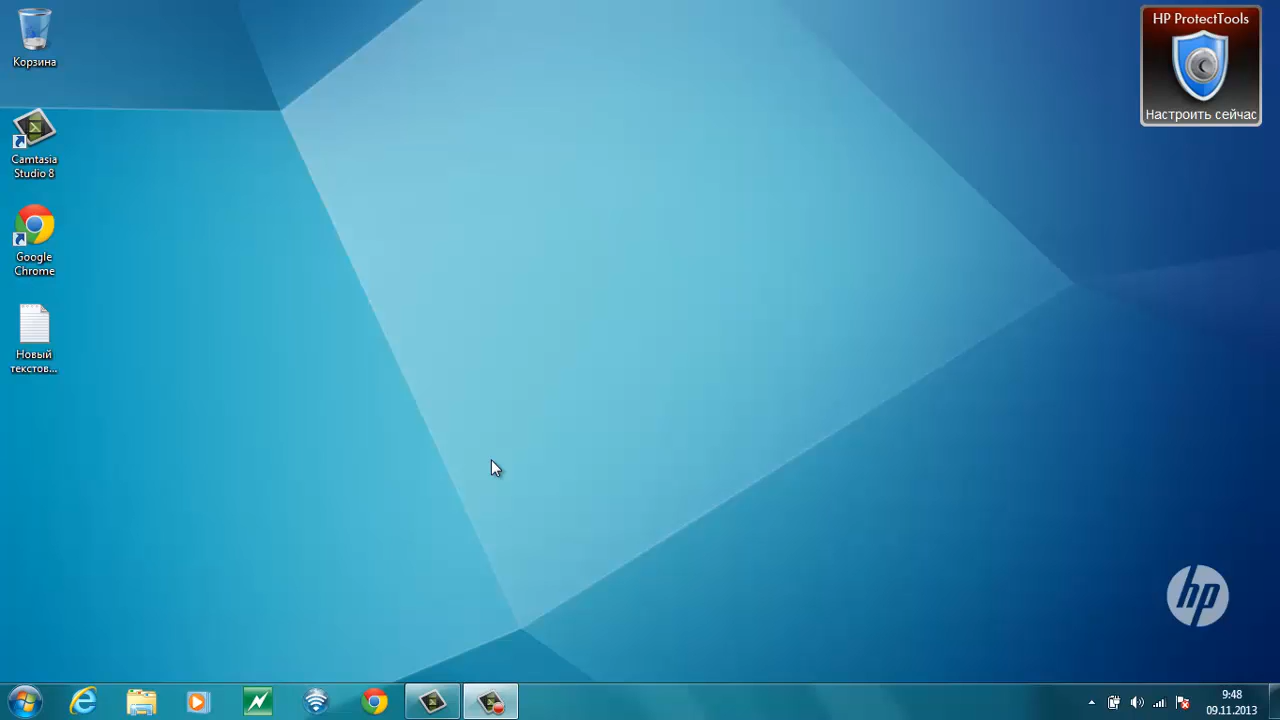 Корзина
Camtasia
Studio 8
Google
Chrome
Новый
текстов...
HP ProtectTools
Настроить сейчас
hp
9:48
09.11.2013